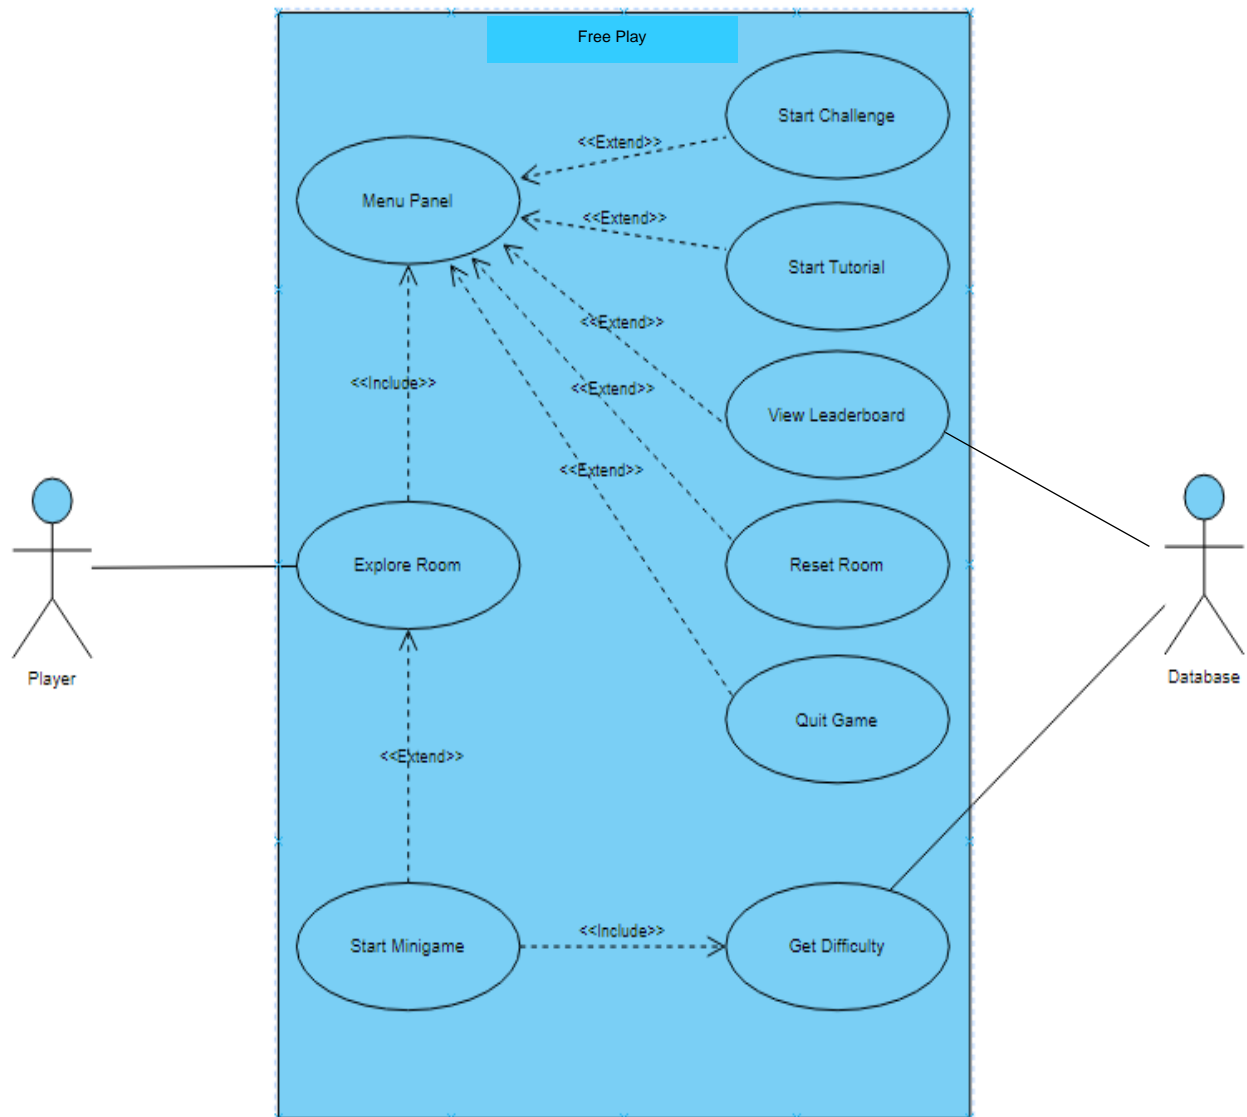 Free Play
Start Challenge
<<Extend>>
Menu Panel
<<Extend>>
Start Tutorial
<<Extend>>
<<Include>>
<<Extend>>
View Leaderboard
<<Extend>>
Explore Room
Reset Room
Player
Database
Quit Game
<<Extend>>
<<Include>>
Start Minigame
Get Difficulty